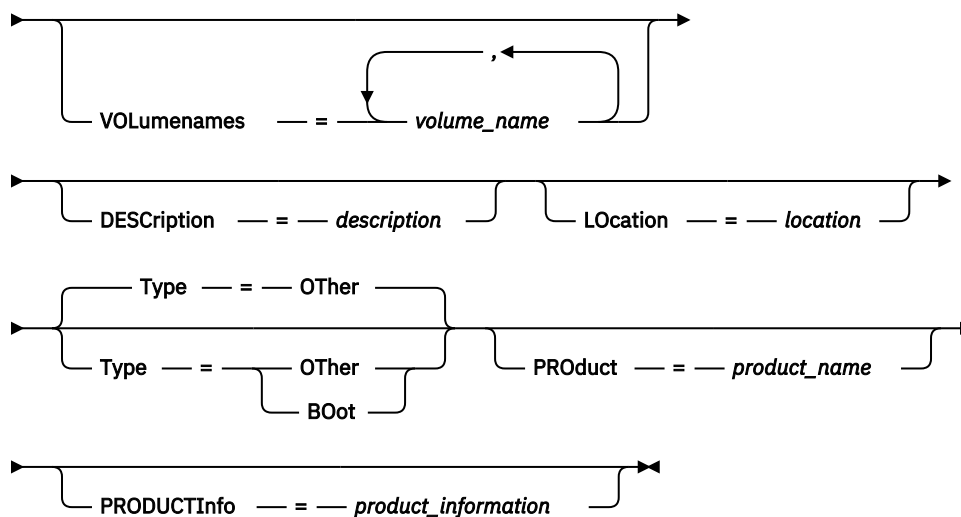 ,
VOLumenames = volume_name
DESCription = description LOcation = location
Type = OTher
Type = OTher PROduct = product_name
BOot
PRODUCTInfo = product_information